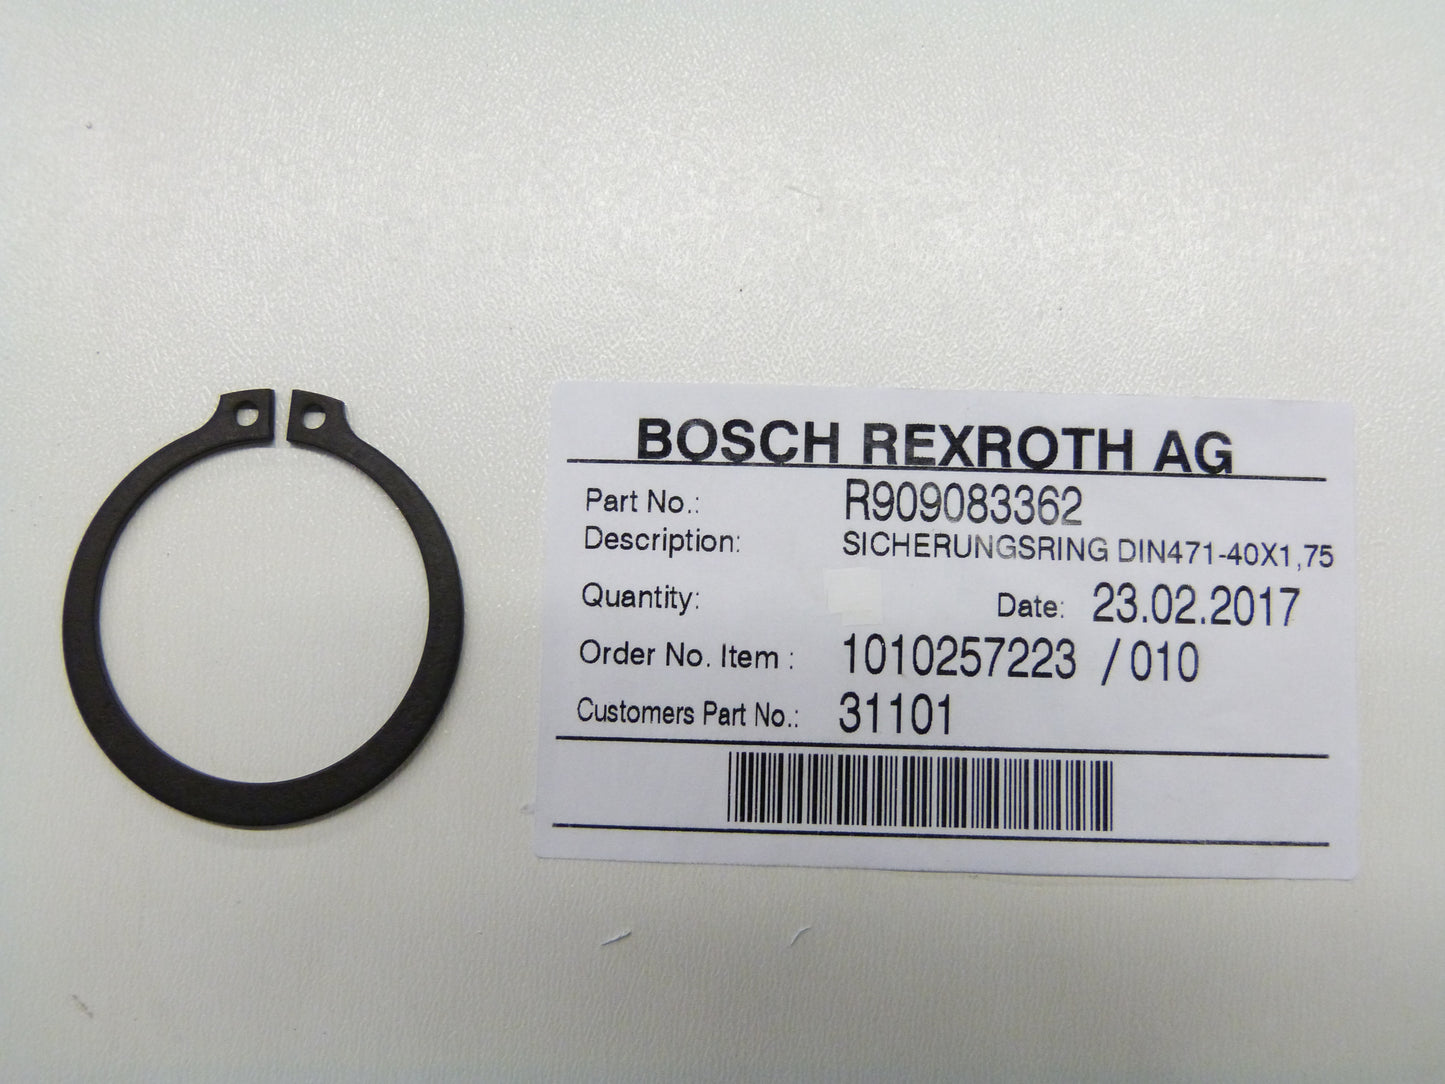 BOSCH REXROTH AG
Part No.: R909083362
Description: SICHERUNGSRING DIN471-40X1,75
Quantity: Date: 23.02.2017
Order No. Item : 1010257223 / 010
Customers Part No.: 31101